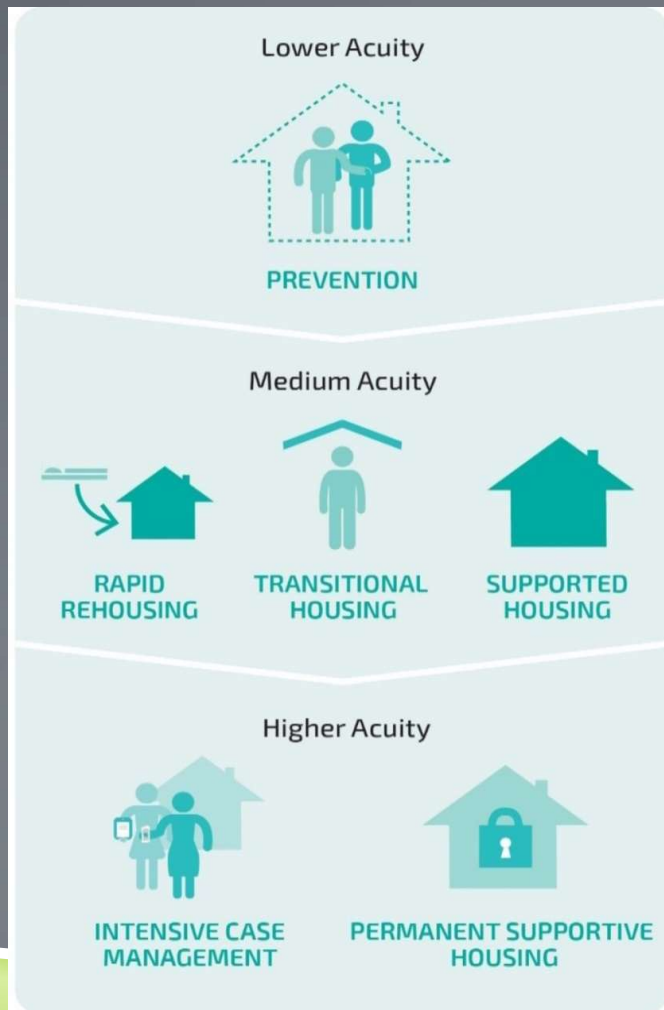 Lower Acuity
PREVENTION
Medium Acuity
RAPID
REHOUSING
TRANSITIONAL
HOUSING
SUPPORTED
HOUSING
Higher Acuity
INTENSIVE CASE
MANAGEMENT
PERMANENT SUPPORTIVE
HOUSING